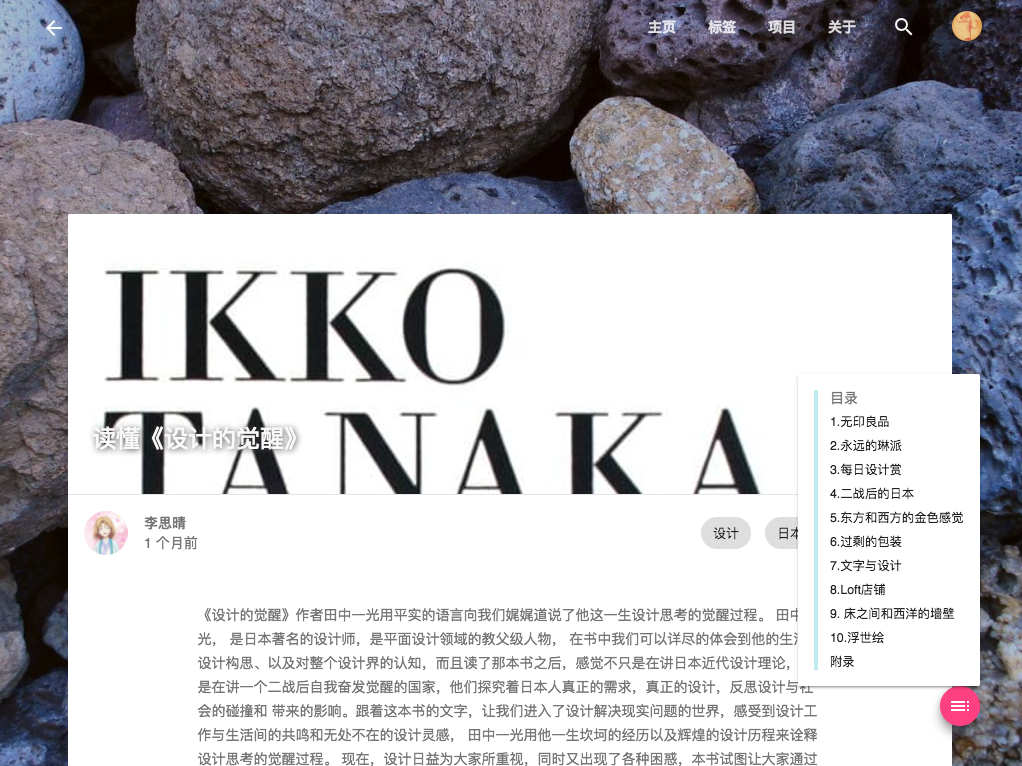 主页 标签 项目 关于
IKKO
TANAKA
读懂《设计的觉醒》
李思晴
1 个月前
设计
日本
《设计的觉醒》作者田中一光用平实的语言向我们娓娓道说了他这一生设计思考的觉醒过程。 田中
光， 是日本著名的设计师，是平面设计领域的教父级人物， 在书中我们可以详尽的体会到他的生活
设计构思、以及对整个设计界的认知，而且读了那本书之后，感觉不只是在讲日本近代设计理论，
是在讲一个二战后自我奋发觉醒的国家，他们探究着日本人真正的需求，真正的设计，反思设计与社
会的碰撞和 带来的影响。跟着这本书的文字，让我们进入了设计解决现实问题的世界，感受到设计工
作与生活间的共鸣和无处不在的设计灵感， 田中一光用他一生坎坷的经历以及辉煌的设计历程来诠释
设计思考的觉醒过程。 现在，设计日益为大家所重视，同时又出现了各种困惑，本书试图让大家通过
目录
1.无印良品
2.永远的琳派
3.每日设计赏
4.二战后的日本
5.东方和西方的金色感觉
6.过剩的包装
7.文字与设计
8.Loft店铺
9. 床之间和西洋的墙壁
10.浮世绘
附录